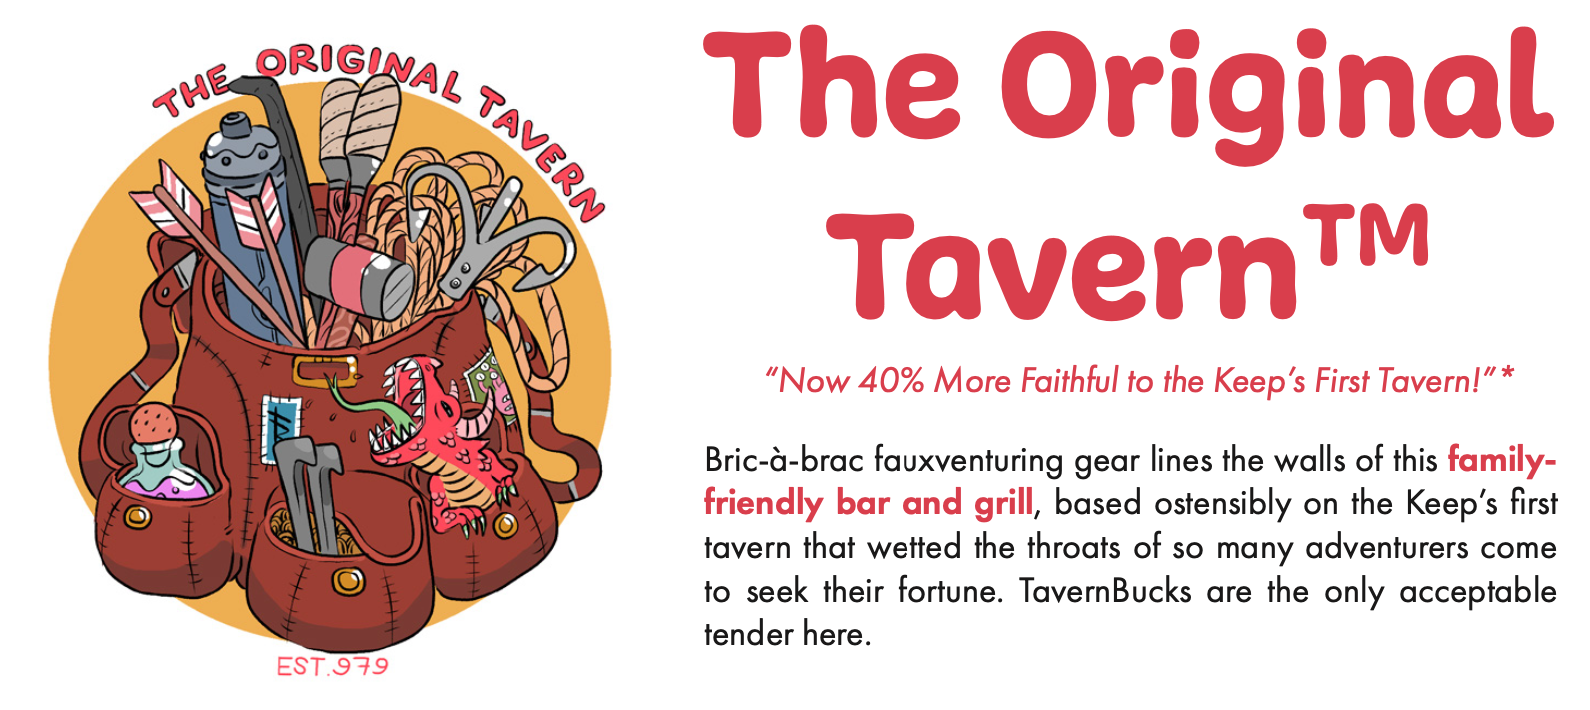 THE ORIGINAL TAVERN
EST.979
The Original
Tavern™
“Now 40% More Faithful to the Keep’s First Tavern!”*
Bric-à-brac fauxventuring gear lines the walls of this family-
friendly bar and grill, based ostensibly on the Keep’s first
tavern that wetted the throats of so many adventurers come
to seek their fortune. TavernBucks are the only acceptable
tender here.